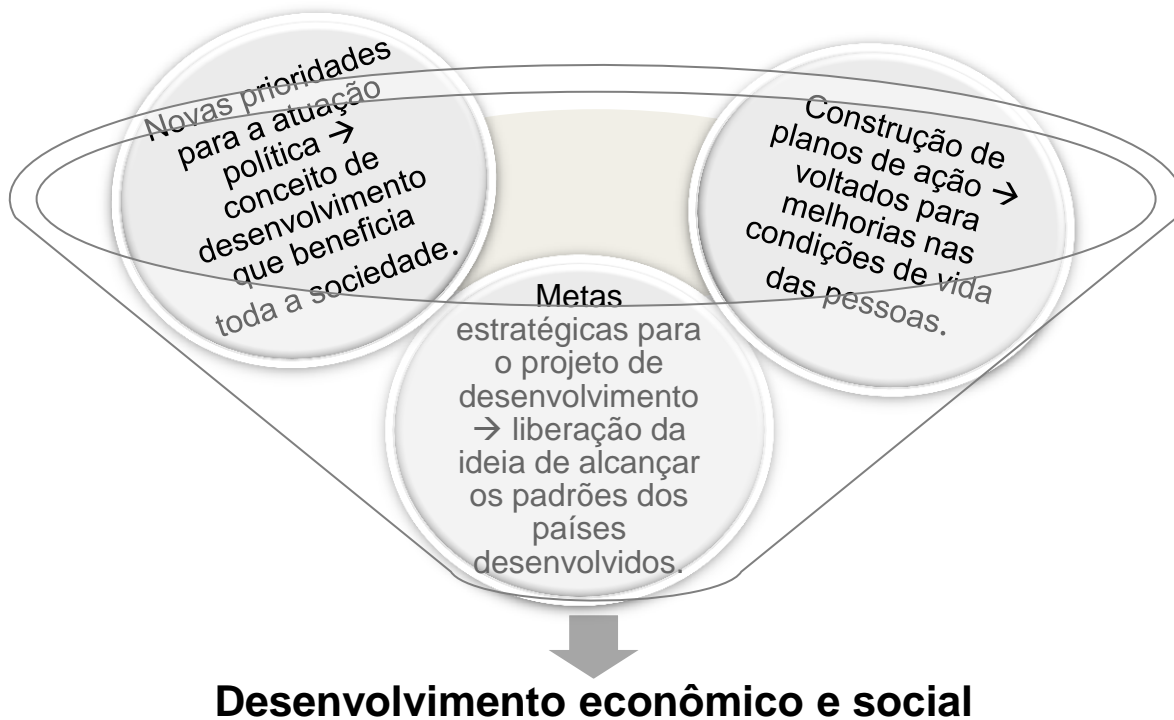 Novas prioridades
para a atuação
política →
conceito de
desenvolvimento
que beneficia
toda a sociedade.
Construção de
planos de ação →
voltados para
melhorias nas
condições de vida
das pessoas.
Metas
estratégicas para
o projeto de
desenvolvimento
→ liberação da
ideia de alcançar
os padrões dos
países
desenvolvidos.
Desenvolvimento econômico e social